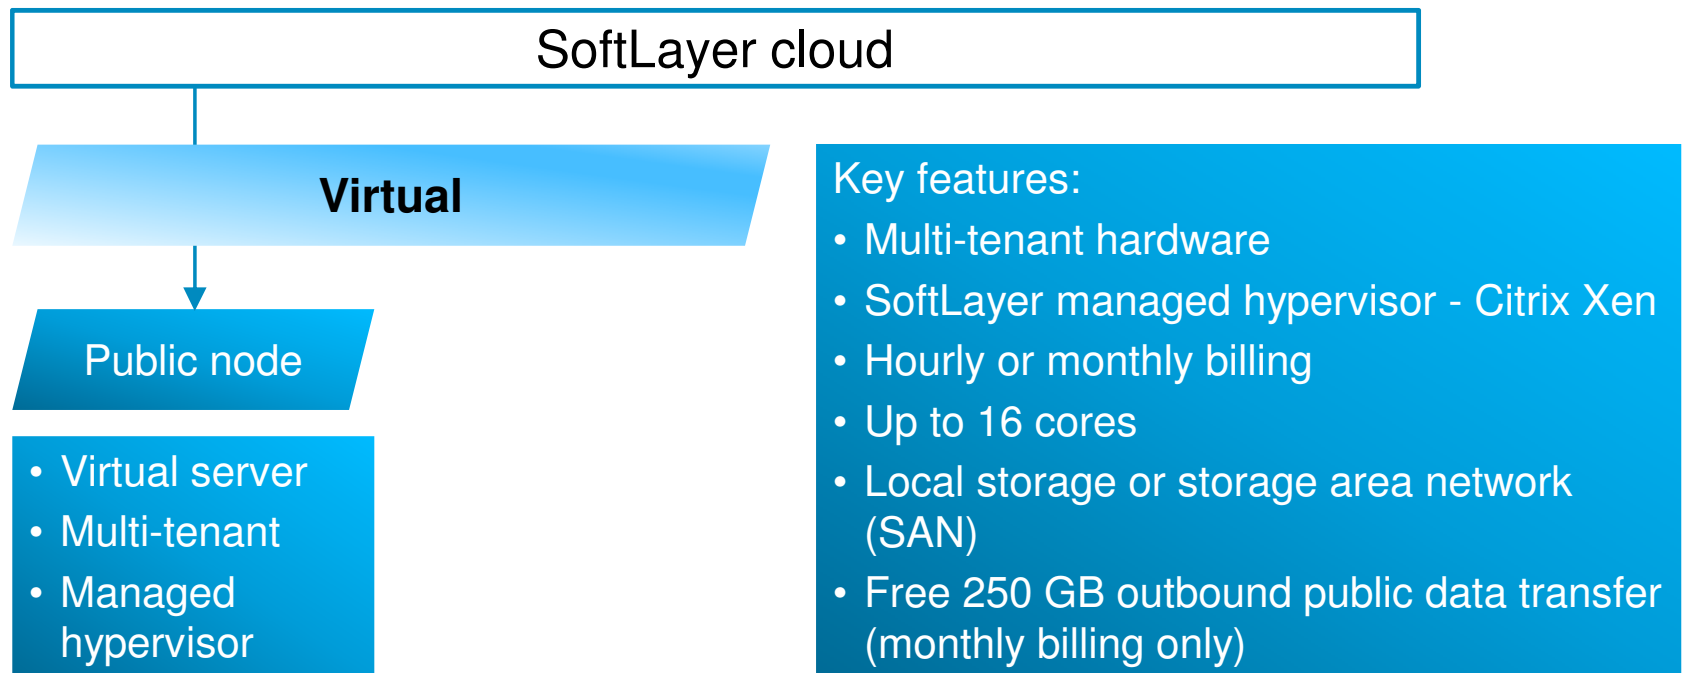 SoftLayer cloud
Virtual
Public node
• Virtual server
• Multi-tenant
• Managed
hypervisor
Key features:
• Multi-tenant hardware
• SoftLayer managed hypervisor - Citrix Xen
• Hourly or monthly billing
• Up to 16 cores
• Local storage or storage area network
(SAN)
• Free 250 GB outbound public data transfer
(monthly billing only)